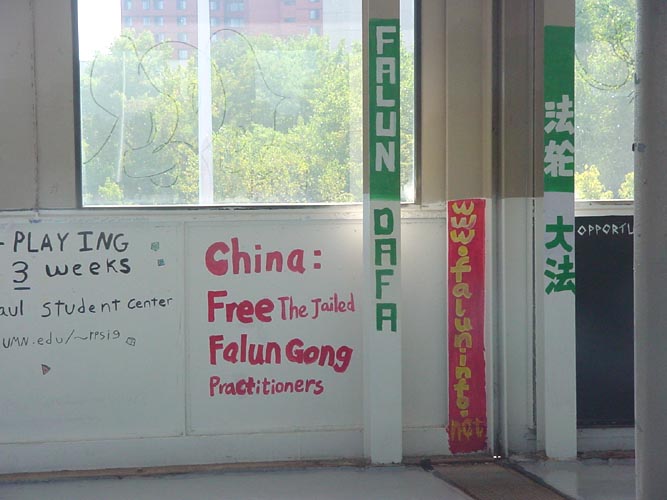 - PLAYING
3 weeks
aul Student Center
UMN.edu/~rpsig
China:
Free The Jailed
Falun Gong
Practitioners
FALUN DAFA
www.faluninfo.net
法轮大法
OPPORTU